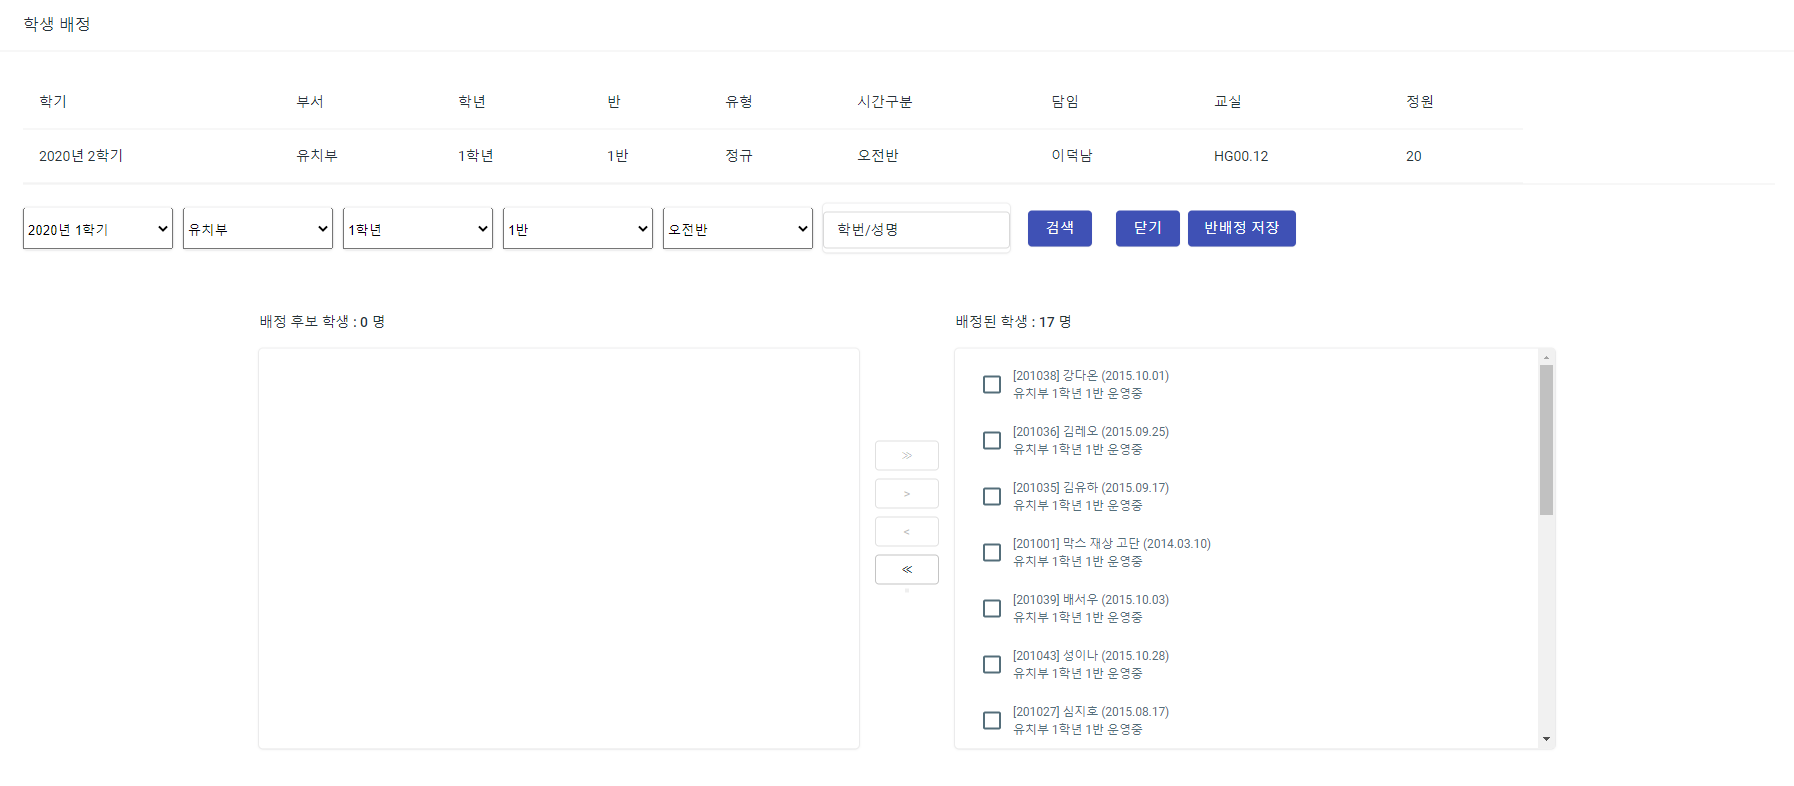 학생 배정
학기 부서 학년 반 유형 시간구분 담임 교실 정원
2020년 2학기 유치부 1학년 1반 정규 오전반 이덕남 HG00.12 20
2020년 1학기 유치부 1학년 1반 오전반 학번/성명 검색 닫기 반배정 저장
배정 후보 학생 : 0 명
≫
>
<
≪
배정된 학생 : 17 명
[201038] 강다온 (2015.10.01)
유치부 1학년 1반 운영중
[201036] 김레오 (2015.09.25)
유치부 1학년 1반 운영중
[201035] 김유하 (2015.09.17)
유치부 1학년 1반 운영중
[201001] 막스 재상 고단 (2014.03.10)
유치부 1학년 1반 운영중
[201039] 배서우 (2015.10.03)
유치부 1학년 1반 운영중
[201043] 성이나 (2015.10.28)
유치부 1학년 1반 운영중
[201027] 심지호 (2015.08.17)
유치부 1학년 1반 운영중